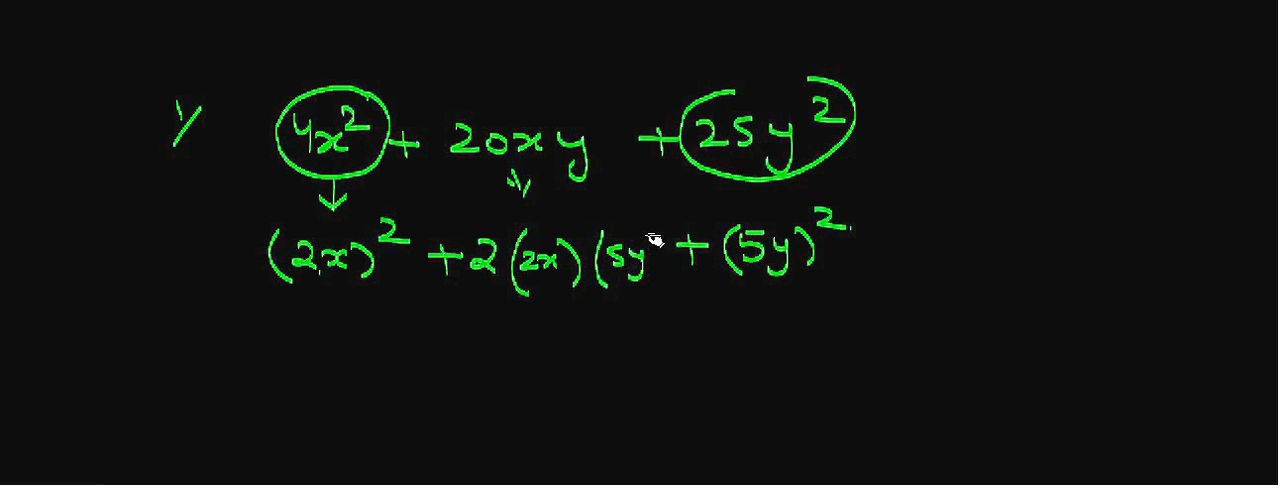 1/ 4x² + 20xy + 25y²
(2x)² + 2(2x)(5y + (5y)²